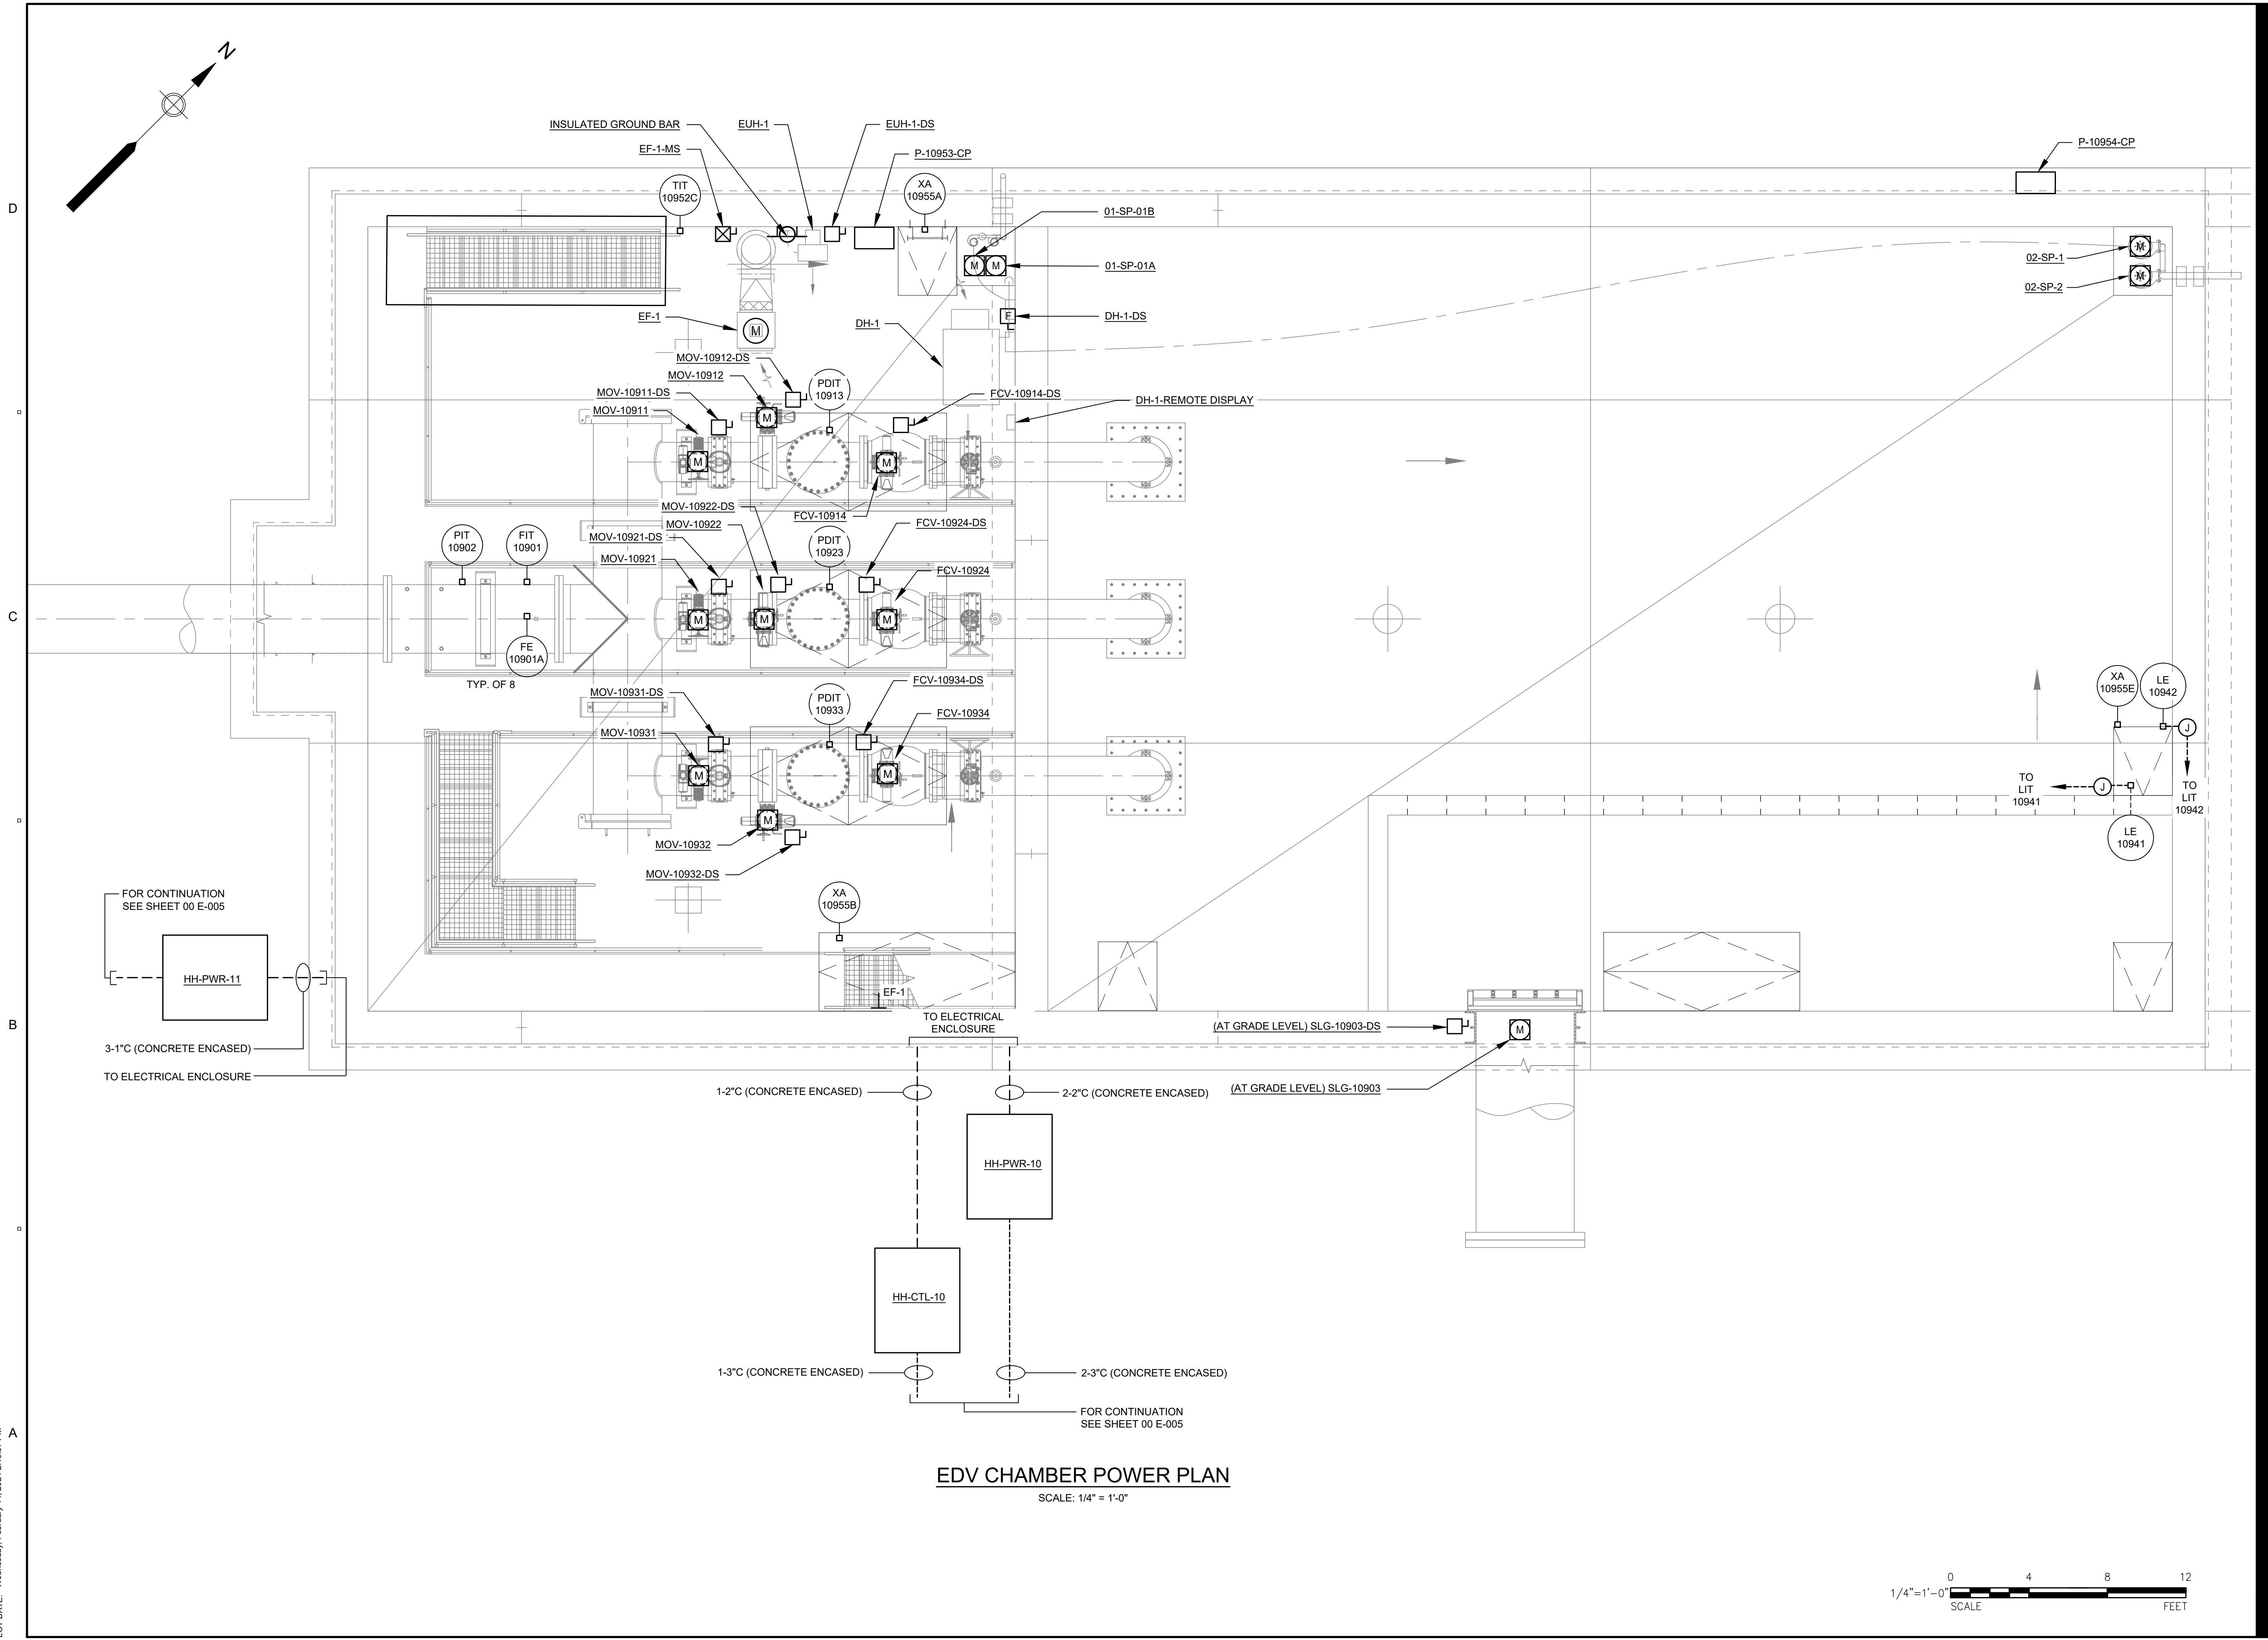 N
INSULATED GROUND BAR
EUH-1
EUH-1-DS
EF-1-MS
P-10953-CP
P-10954-CP
TIT
10952C
XA
10955A
D
01-SP-01B
M
M
01-SP-01A
02-SP-1
M
02-SP-2
M
EF-1
M
DH-1
F
DH-1-DS
MOV-10912-DS
MOV-10912
M
PDIT
10913
MOV-10911-DS
MOV-10911
M
FCV-10914-DS
DH-1-REMOTE DISPLAY
M
FCV-10914
MOV-10922-DS
MOV-10922
MOV-10921-DS
MOV-10921
FCV-10924-DS
PIT
10902
FIT
10901
PDIT
10923
FCV-10924
C
M
M
M
FE
10901A
TYP. OF 8
MOV-10931-DS
FCV-10934-DS
PDIT
10933
FCV-10934
MOV-10931
M
M
XA
10955E
LE
10942
J
TO
LIT
10941
J
TO
LIT
10942
LE
10941
M
MOV-10932
MOV-10932-DS
XA
10955B
FOR CONTINUATION
SEE SHEET 00 E-005
HH-PWR-11
EF-1
B
TO ELECTRICAL
ENCLOSURE
(AT GRADE LEVEL) SLG-10903-DS
M
3-1"C (CONCRETE ENCASED)
TO ELECTRICAL ENCLOSURE
1-2"C (CONCRETE ENCASED)
2-2"C (CONCRETE ENCASED)
(AT GRADE LEVEL) SLG-10903
HH-PWR-10
HH-CTL-10
1-3"C (CONCRETE ENCASED)
2-3"C (CONCRETE ENCASED)
FOR CONTINUATION
SEE SHEET 00 E-005
A
EDV CHAMBER POWER PLAN
SCALE: 1/4" = 1'-0"
0 4 8 12
1/4"=1'-0"
SCALE FEET